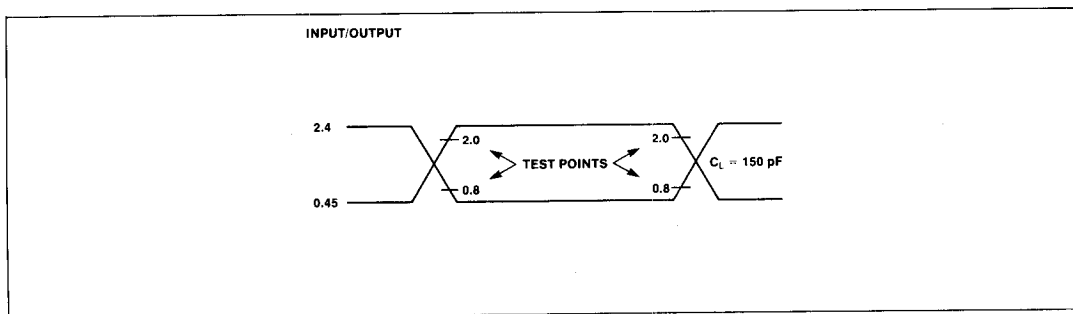 INPUT/OUTPUT
2.4
2.0
2.0
TEST POINTS
C_L = 150 pF
0.8
0.8
0.45